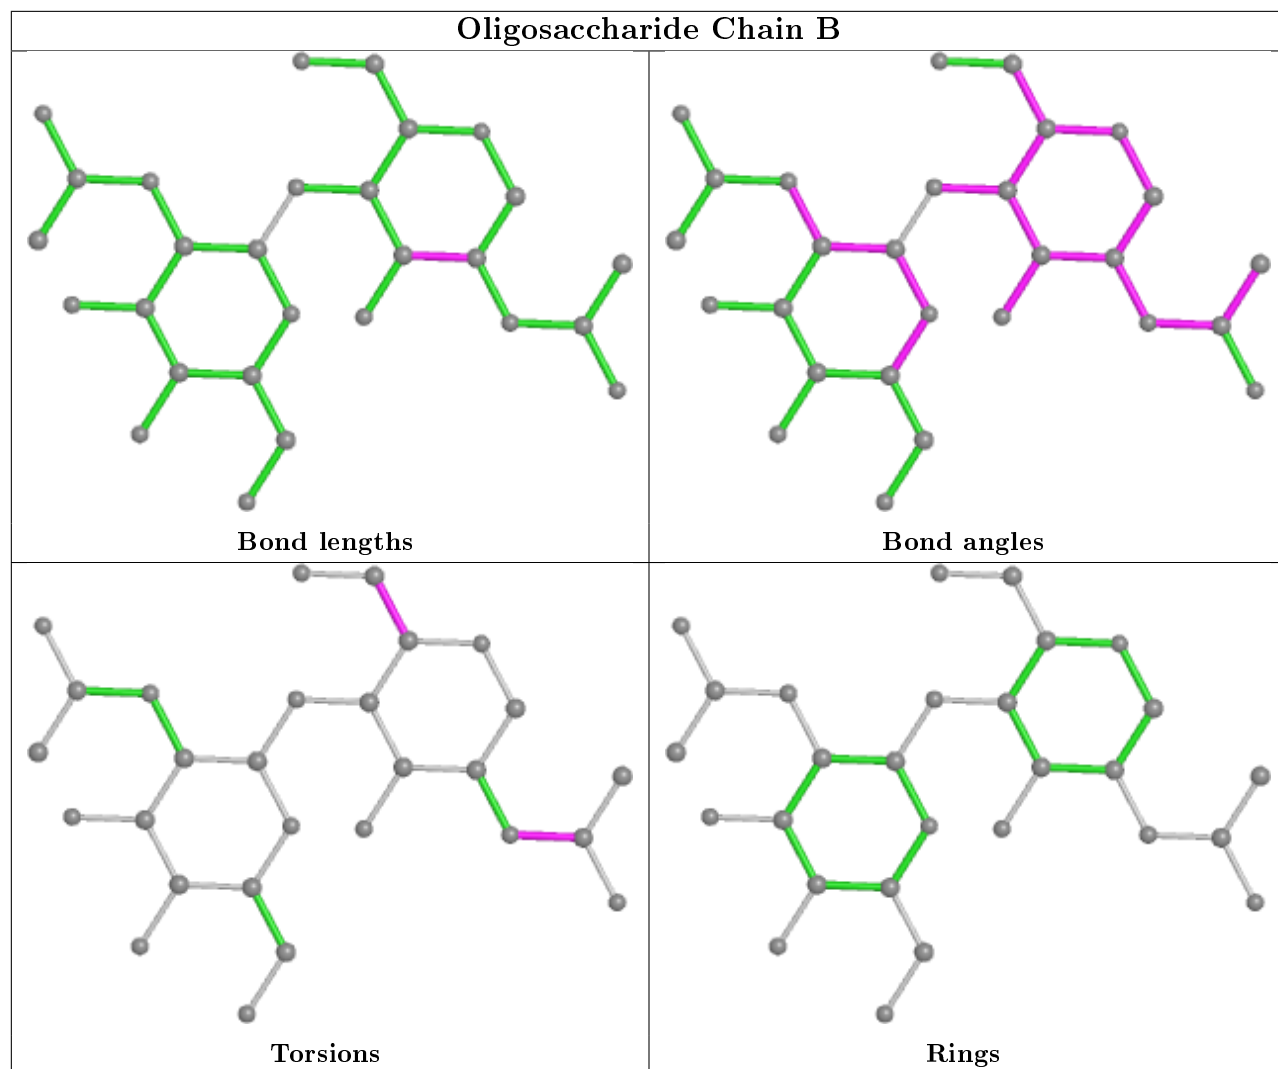 Oligosaccharide Chain B
Bond lengths
Bond angles
Torsions
Rings